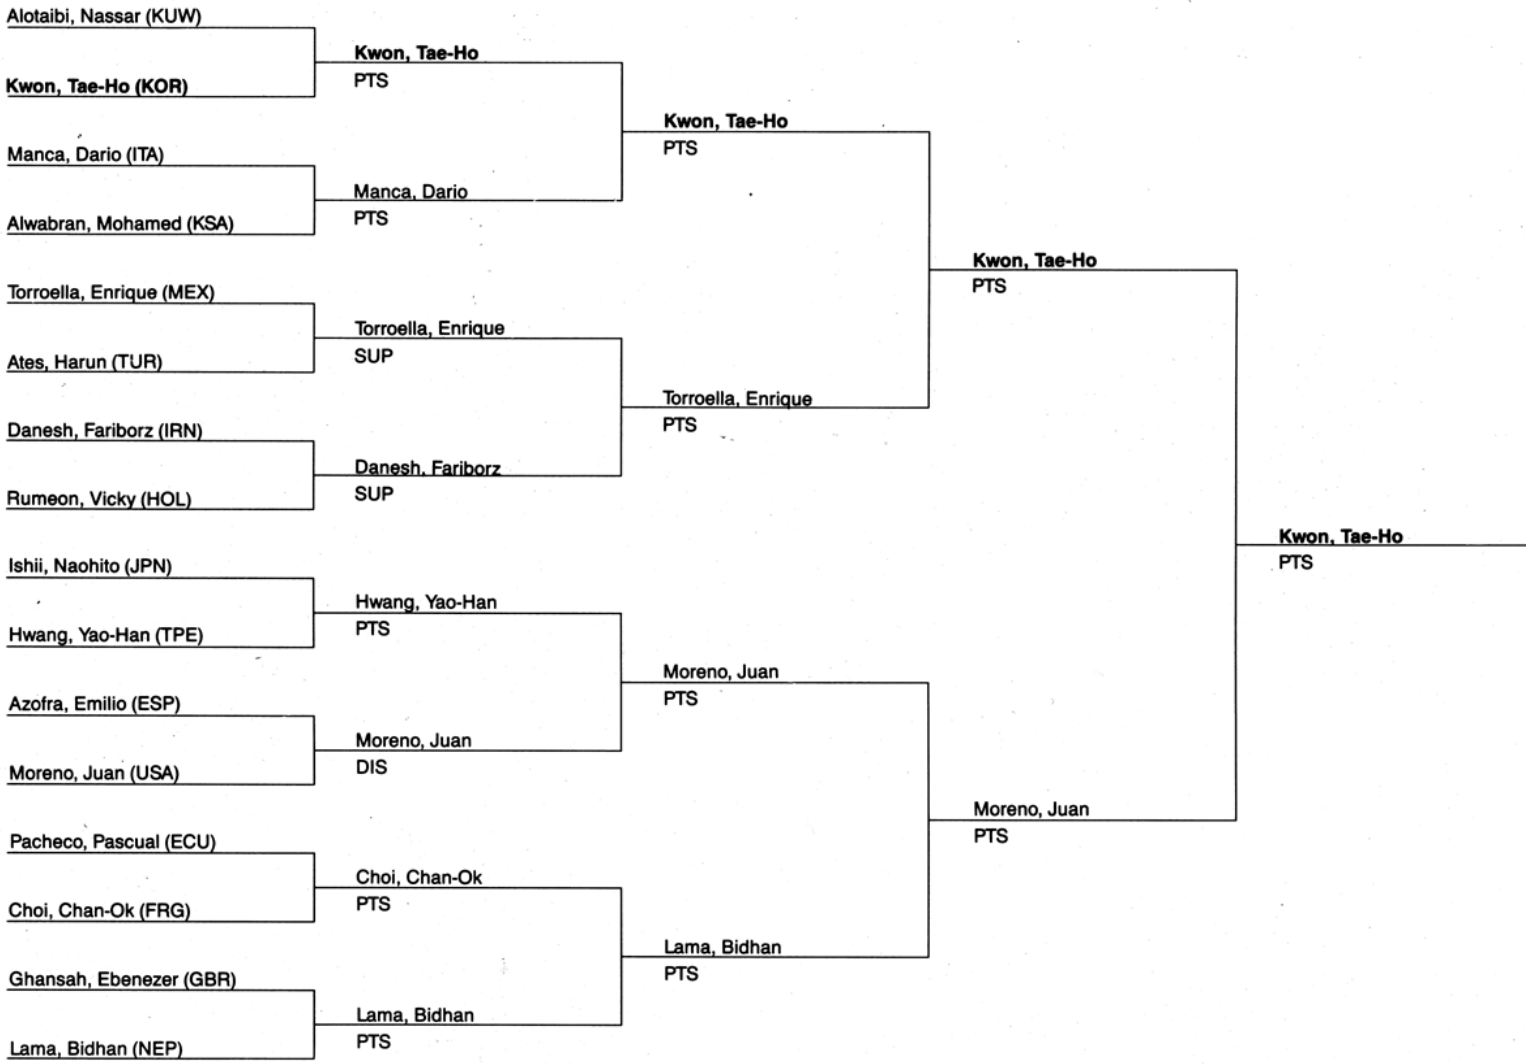 Alotaibi, Nassar (KUW)
Kwon, Tae-Ho
PTS
Kwon, Tae-Ho (KOR)
Kwon, Tae-Ho
PTS
Manca, Dario (ITA)
Manca, Dario
PTS
Alwabran, Mohamed (KSA)
Kwon, Tae-Ho
PTS
Torroella, Enrique (MEX)
Torroella, Enrique
SUP
Ates, Harun (TUR)
Torroella, Enrique
PTS
Danesh, Fariborz (IRN)
Danesh, Fariborz
SUP
Rumeon, Vicky (HOL)
Kwon, Tae-Ho
PTS
Ishii, Naohito (JPN)
Hwang, Yao-Han
PTS
Hwang, Yao-Han (TPE)
Moreno, Juan
PTS
Azofra, Emilio (ESP)
Moreno, Juan
DIS
Moreno, Juan (USA)
Moreno, Juan
PTS
Pacheco, Pascual (ECU)
Choi, Chan-Ok
PTS
Choi, Chan-Ok (FRG)
Lama, Bidhan
PTS
Ghansah, Ebenezer (GBR)
Lama, Bidhan
PTS
Lama, Bidhan (NEP)